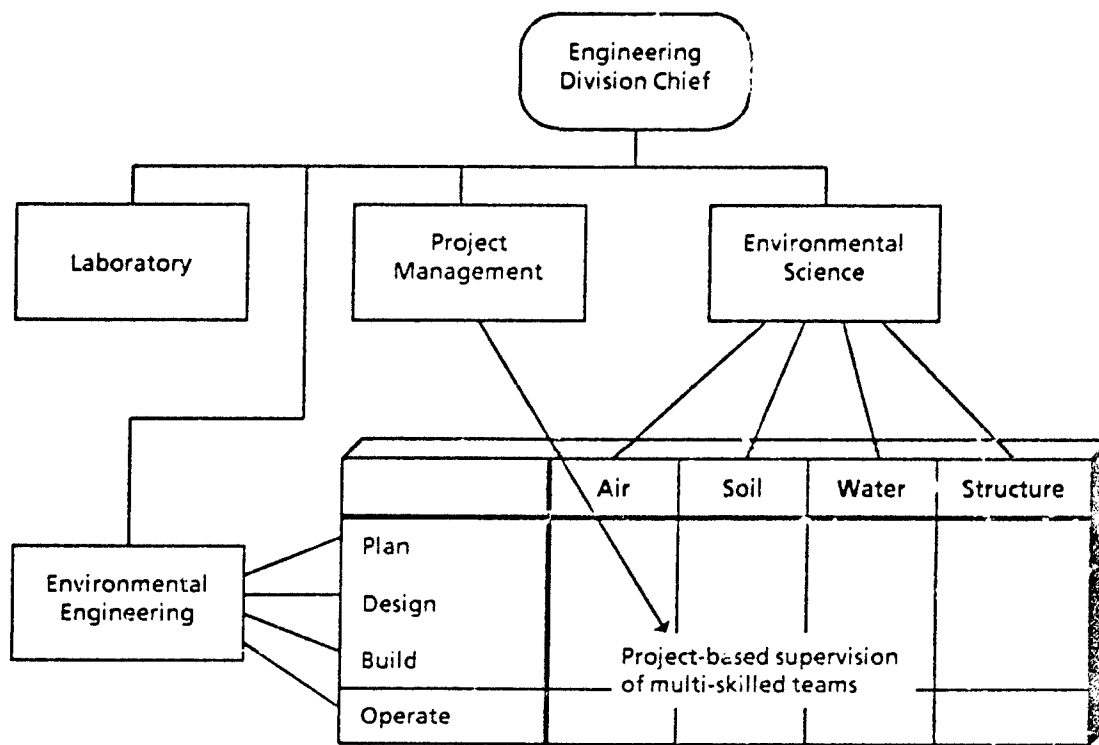 Engineering
Division Chief
Laboratory
Project
Management
Environmental
Science
Environmental
Engineering
Air
Soil
Water
Structure
Plan
Design
Build
Operate
Project-based supervision
of multi-skilled teams